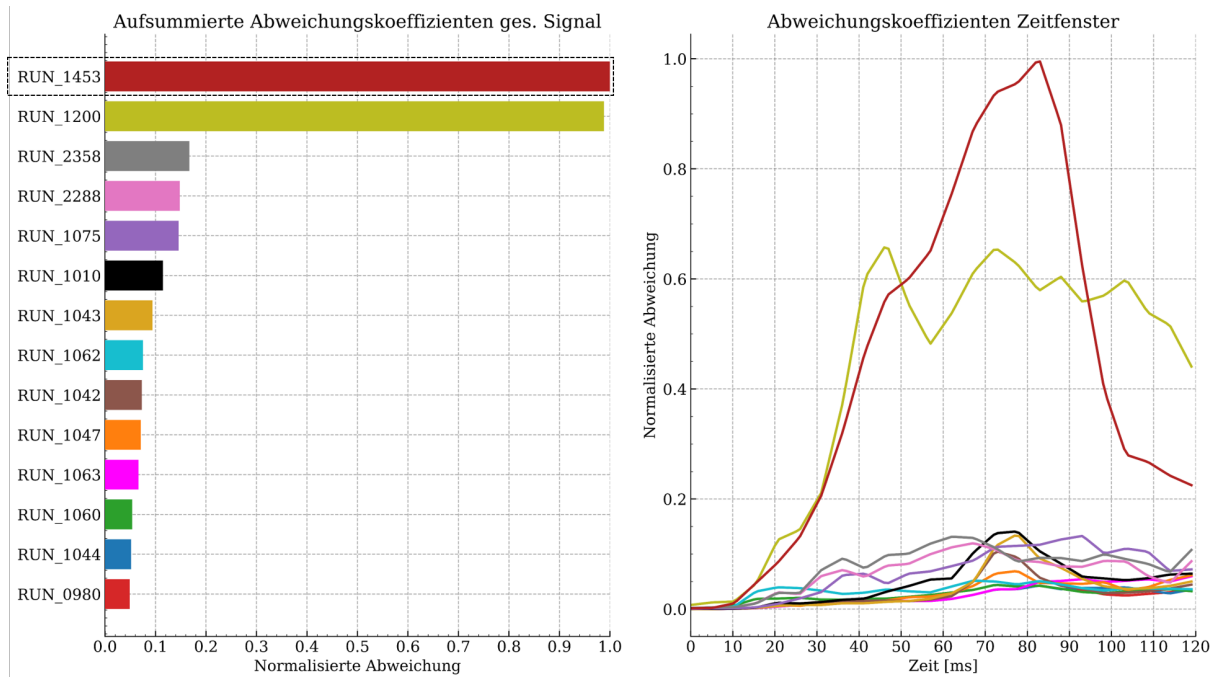 Aufsummierte Abweichungskoeffizienten ges. Signal
RUN_1453
RUN_1200
RUN_2358
RUN_2288
RUN_1075
RUN_1010
RUN_1043
RUN_1062
RUN_1042
RUN_1047
RUN_1063
RUN_1060
RUN_1044
RUN_0980
0.0 0.1 0.2 0.3 0.4 0.5 0.6 0.7 0.8 0.9 1.0
Normalisierte Abweichung
Abweichungskoeffizienten Zeitfenster
Normalisierte Abweichung
1.0
0.8
0.6
0.4
0.2
0.0
0 10 20 30 40 50 60 70 80 90 100 110 120
Zeit [ms]